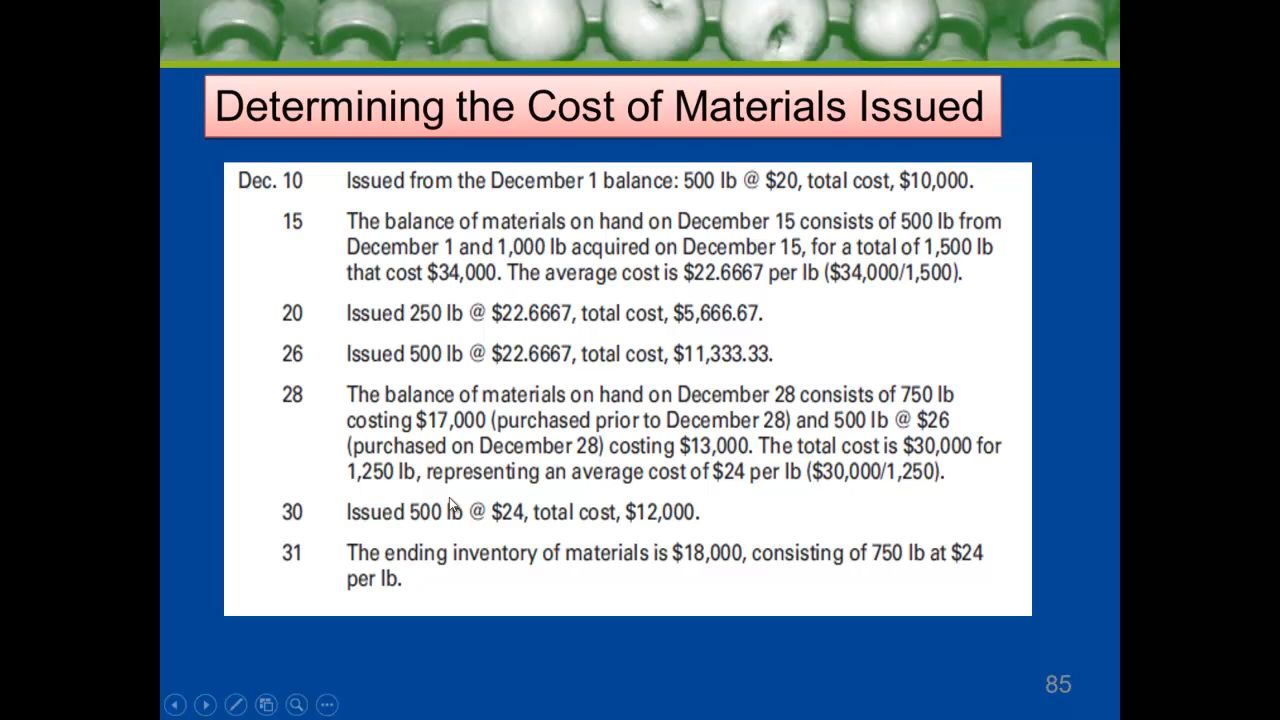 Determining the Cost of Materials Issued
Dec. 10 Issued from the December 1 balance: 500 lb @ $20, total cost, $10,000.
15 The balance of materials on hand on December 15 consists of 500 lb from
December 1 and 1,000 lb acquired on December 15, for a total of 1,500 lb
that cost $34,000. The average cost is $22.6667 per lb ($34,000/1,500).
20 Issued 250 lb @ $22.6667, total cost, $5,666.67.
26 Issued 500 lb @ $22.6667, total cost, $11,333.33.
28 The balance of materials on hand on December 28 consists of 750 lb
costing $17,000 (purchased prior to December 28) and 500 lb @ $26
(purchased on December 28) costing $13,000. The total cost is $30,000 for
1,250 lb, representing an average cost of $24 per lb ($30,000/1,250).
30 Issued 500 lb @ $24, total cost, $12,000.
31 The ending inventory of materials is $18,000, consisting of 750 lb at $24
per lb.
85